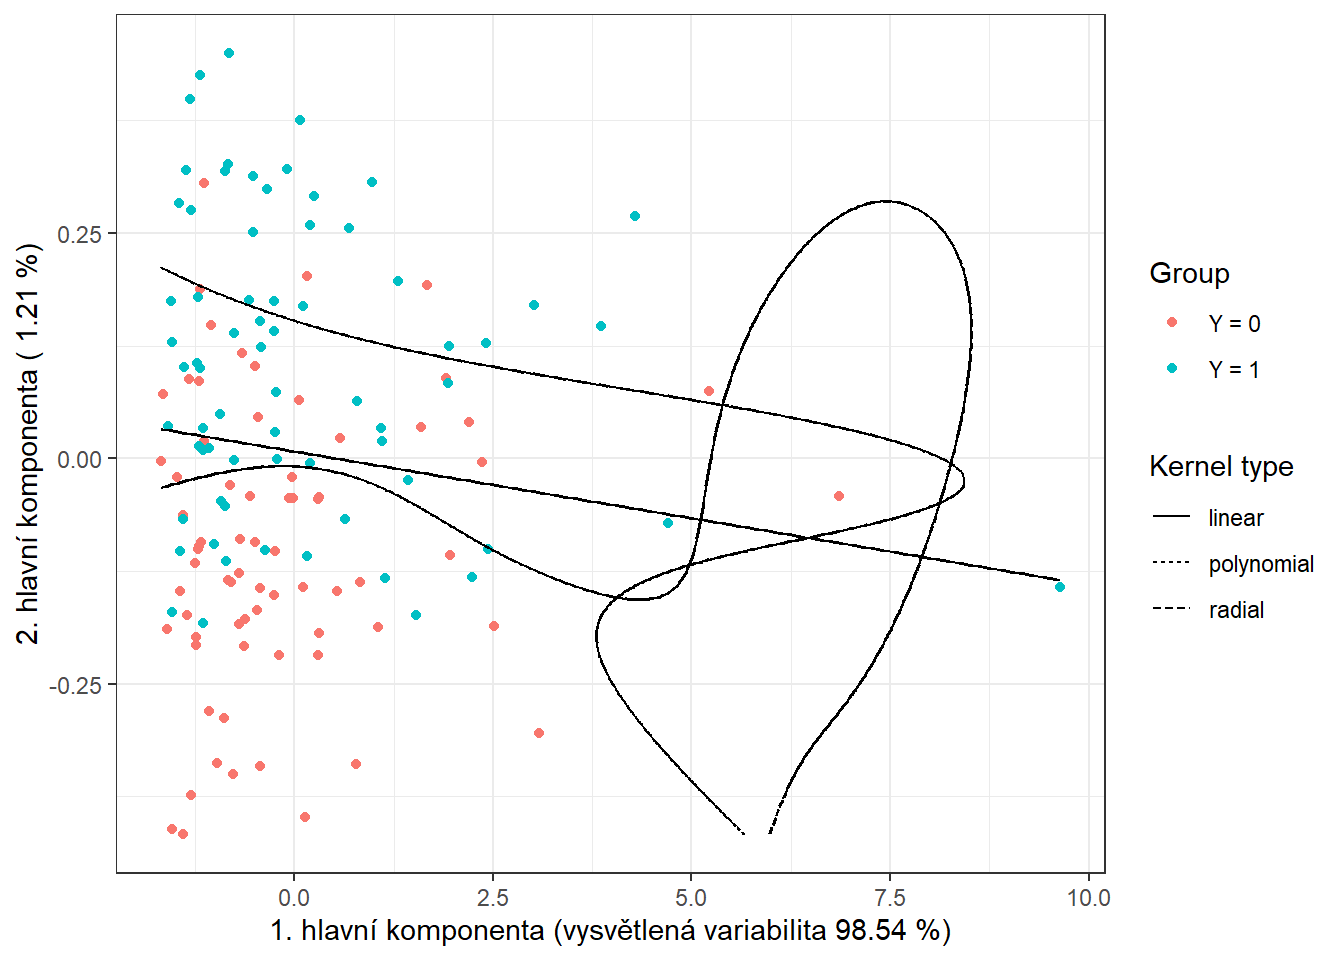 2. hlavní komponenta ( 1.21 %)
0.25
0.00
-0.25
0.0
2.5
5.0
7.5
10.0
1. hlavní komponenta (vysvětlená variabilita 98.54 %)
Group
Y = 0
Y = 1
Kernel type
linear
polynomial
radial